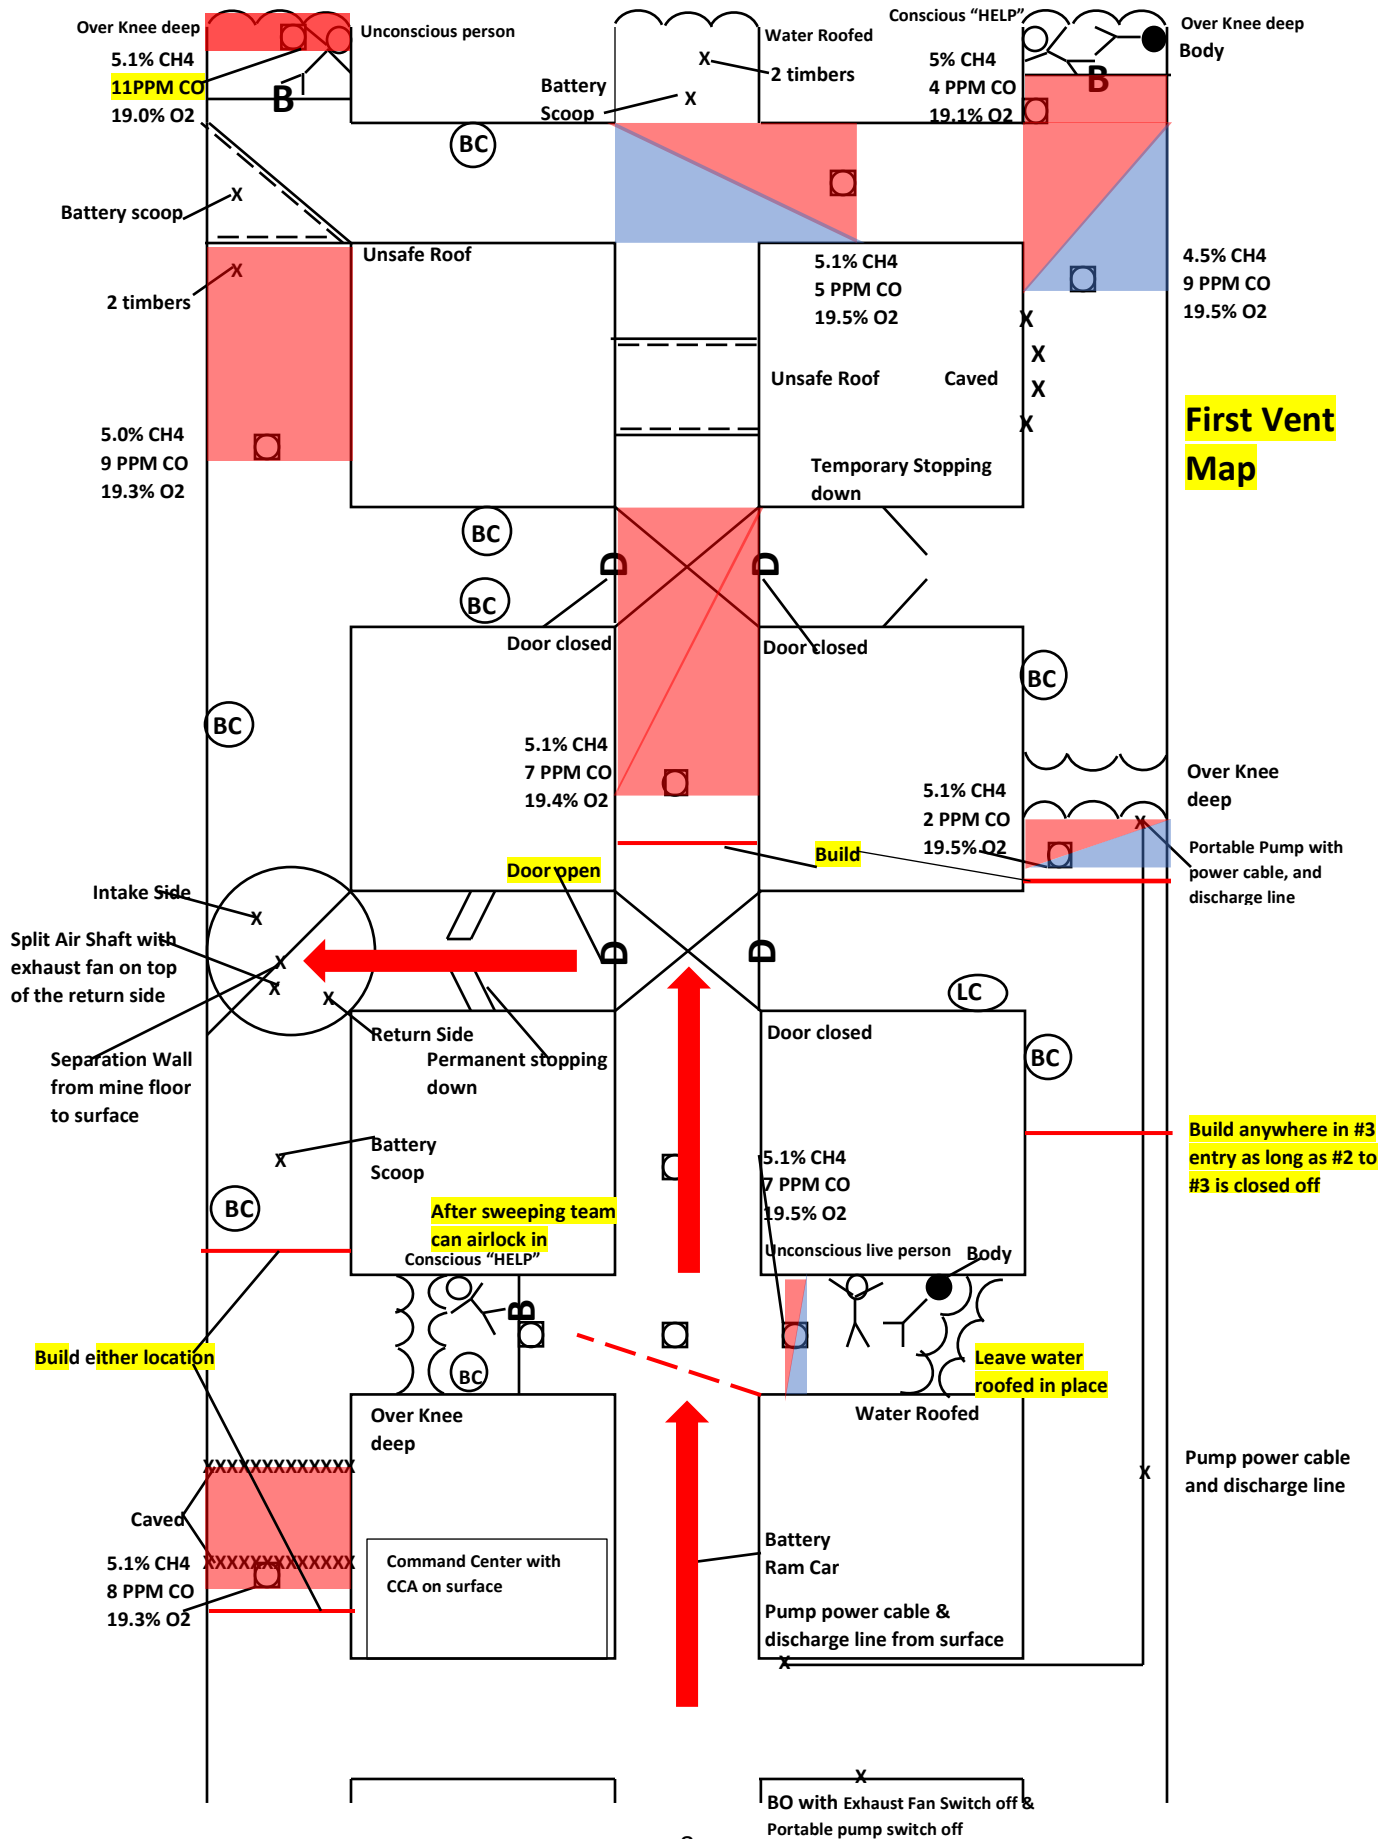 Over Knee deep
5.1% CH4
11PPM CO
19.0% O2
Unconscious person
B
Conscious “HELP”
Water Roofed
2 timbers
Battery
Scoop
X
X
5% CH4
4 PPM CO
19.1% O2
B
Over Knee deep
Body
BC
Battery scoop
X
Unsafe Roof
2 timbers
X
5.1% CH4
5 PPM CO
19.5% O2
4.5% CH4
9 PPM CO
19.5% O2
X
X
X
X
Unsafe Roof
Caved
First Vent
Map
5.0% CH4
9 PPM CO
19.3% O2
Temporary Stopping
down
BC
BC
D
D
Door closed
Door closed
BC
BC
5.1% CH4
7 PPM CO
19.4% O2
5.1% CH4
2 PPM CO
19.5% O2
Over Knee
deep
X
Portable Pump with
power cable, and
discharge line
Build
Door open
Intake Side
X
Split Air Shaft with
exhaust fan on top
of the return side
X
X
X
D
D
LC
Return Side
Separation Wall
from mine floor
to surface
Permanent stopping
down
Door closed
BC
Battery
Scoop
X
Build anywhere in #3
entry as long as #2 to
#3 is closed off
5.1% CH4
7 PPM CO
19.5% O2
BC
After sweeping team
can airlock in
Conscious “HELP”
Unconscious live person
Body
B
BC
Build either location
Leave water
roofed in place
Over Knee
deep
Water Roofed
XXXXXXXXXXXXX
Caved
XXXXXXXXXXXXX
5.1% CH4
8 PPM CO
19.3% O2
Command Center with
CCA on surface
Battery
Ram Car
X
Pump power cable
and discharge line
Pump power cable &
discharge line from surface
X
X
BO with Exhaust Fan Switch off &
Portable pump switch off